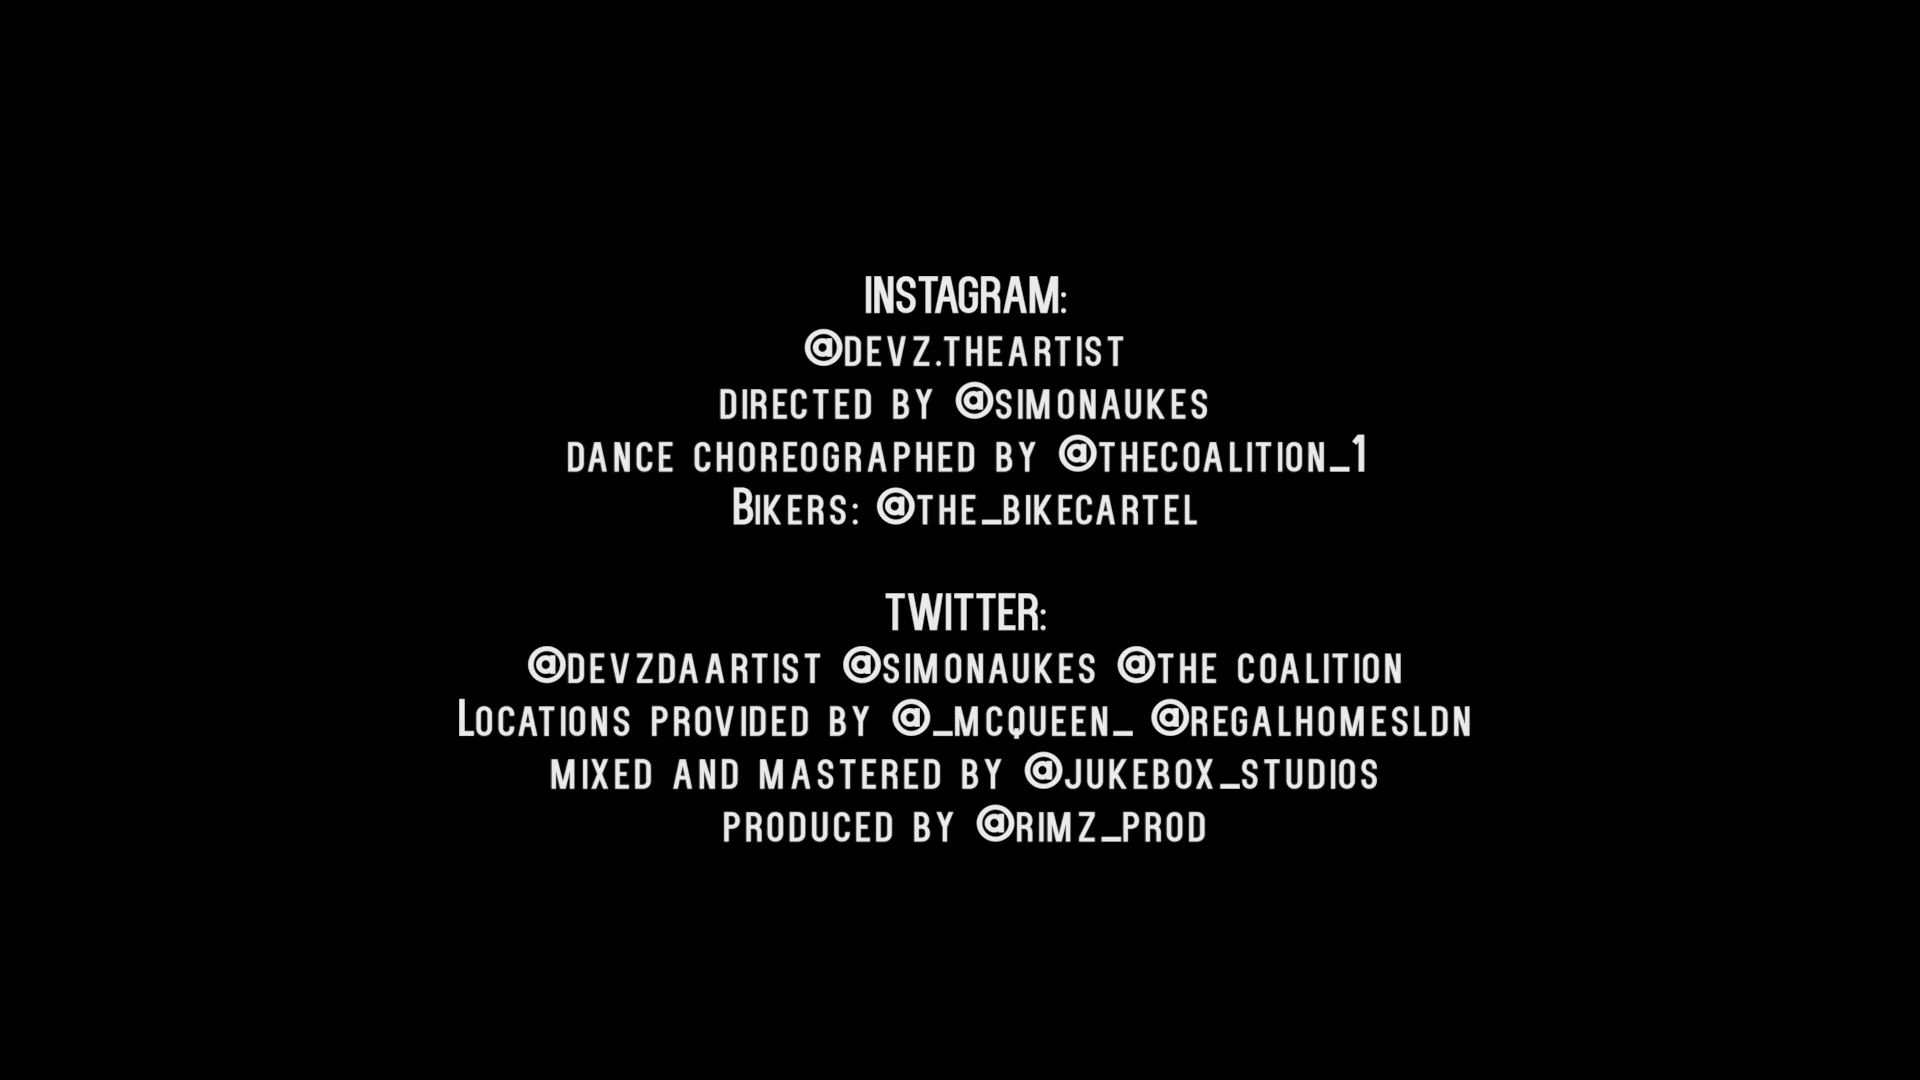 INSTAGRAM:
@DEVZ.THEARTIST
DIRECTED BY @SIMONAUKES
DANCE CHOREOGRAPHED BY @THECOALITION_1
BIKERS: @THE_BIKECARTEL
TWITTER:
@DEVZDAARTIST @SIMONAUKES @THE COALITION
LOCATIONS PROVIDED BY @_MCQUEEN_ @REGALHOMESLDN
MIXED AND MASTERED BY @JUKEBOX_STUDIOS
PRODUCED BY @RIMZ_PROD